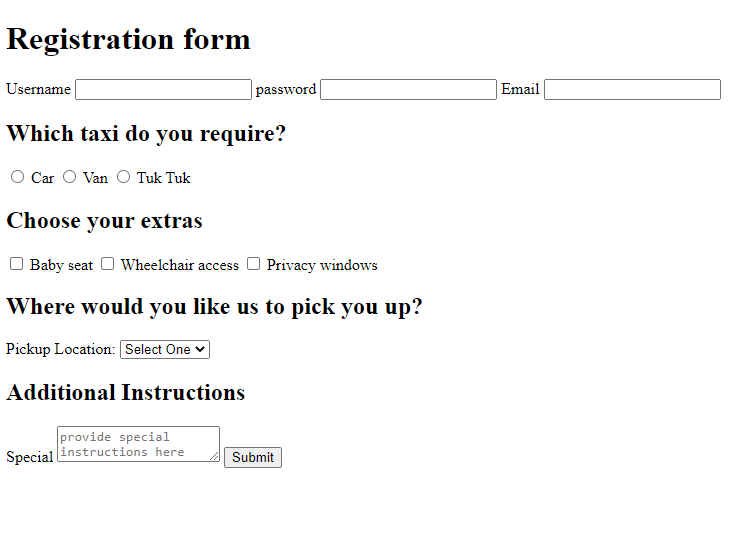 Registration form
Username password Email
Which taxi do you require?
Car Van Tuk Tuk
Choose your extras
Baby seat Wheelchair access Privacy windows
Where would you like us to pick you up?
Pickup Location: Select One
Additional Instructions
provide special
Special instructions here Submit